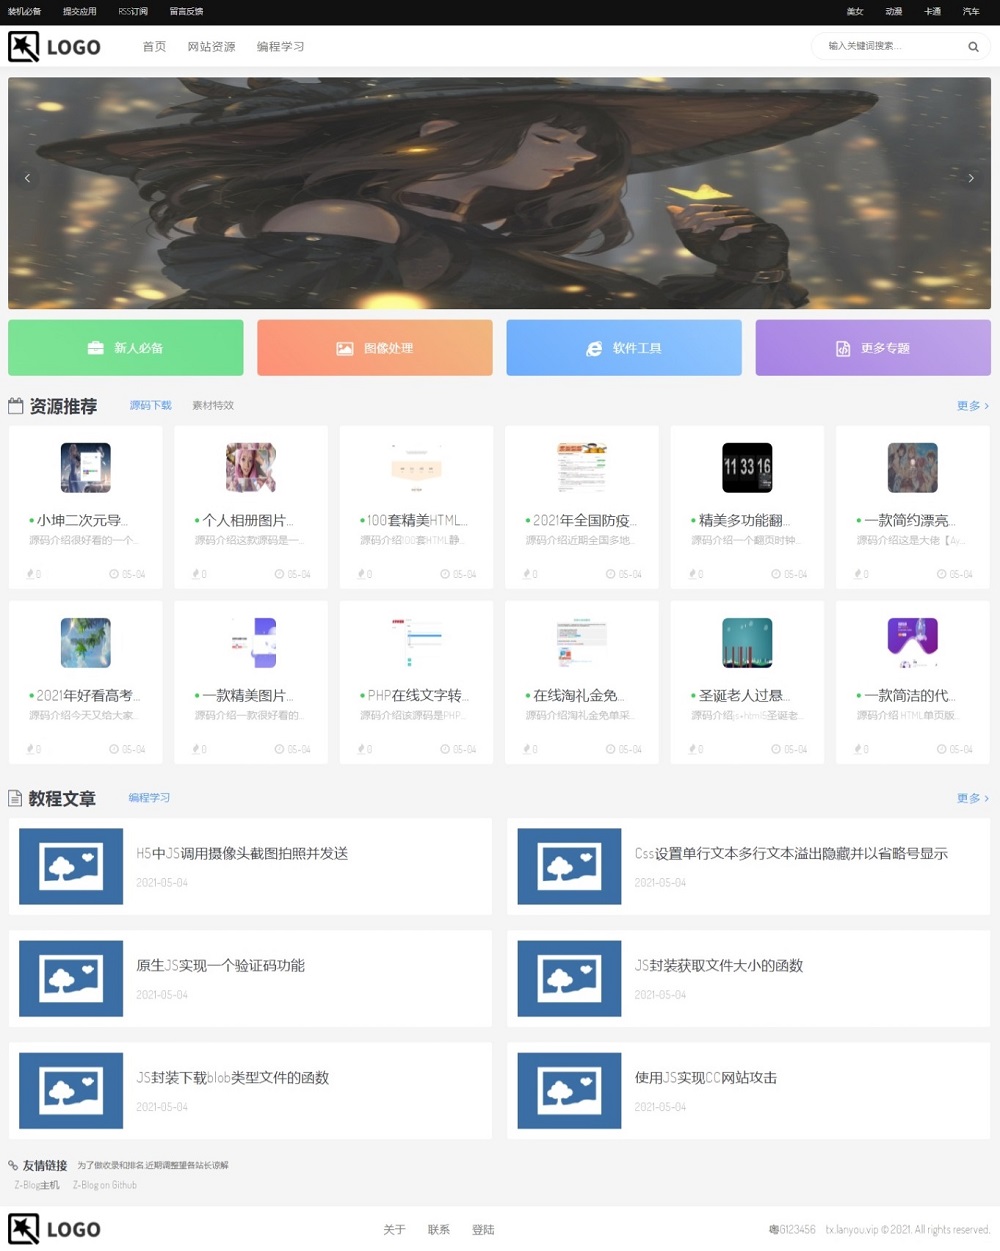 装机必备 提交应用 RSS订阅 留言反馈 美女 动漫 卡通 汽车
LOGO 首页 网站资源 编程学习 输入关键词搜索...
新人必备 图像处理 软件工具 更多专题
资源推荐 源码下载 素材特效 更多
11 33 16
小坤二次元导... 个人相册图片... 100套精美HTML... 2021年全国防疫... 精美多功能翻... 一款简约漂亮...
源码介绍很好看的一个... 源码介绍这款源码是一... 源码介绍100套HTML静... 源码介绍近期全国多地... 源码介绍一个翻页时钟... 源码介绍这是大佬【Ay...
0 05-04 0 05-04 0 05-04 0 05-04 0 05-04 0 05-04
2021年好看高考... 一款精美图片... PHP在线文字转... 在线淘礼金免... 圣诞老人过悬... 一款简洁的代...
源码介绍今天又给大家... 源码介绍一款很好看的... 源码介绍该源码是PHP... 源码介绍淘礼金免单采... 源码介绍js+html5圣诞老... 源码介绍 HTML单页版...
0 05-04 0 05-04 0 05-04 0 05-04 0 05-04 0 05-04
教程文章 编程学习 更多
H5中JS调用摄像头截图拍照并发送
2021-05-04
Css设置单行文本多行文本溢出隐藏并以省略号显示
2021-05-04
原生JS实现一个验证码功能
2021-05-04
JS封装获取文件大小的函数
2021-05-04
JS封装下载blob类型文件的函数
2021-05-04
使用JS实现CC网站攻击
2021-05-04
友情链接 为了做收录和排名,近期调整望各站长谅解
Z-Blog主机 Z-Blog on Github
LOGO 关于 联系 登陆 粤G123456 tx.lanyou.vip © 2021. All rights reserved.